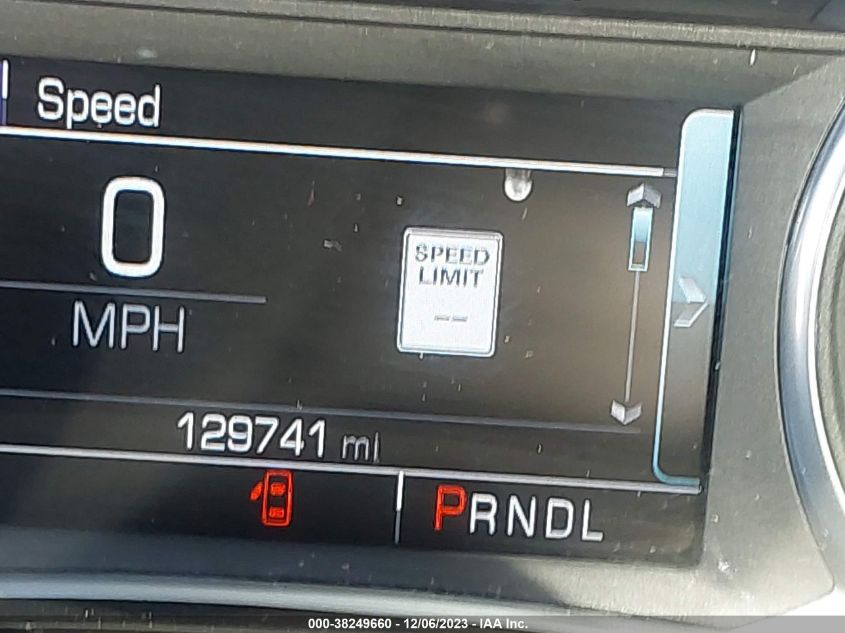 Speed
0
MPH
SPEED
LIMIT
--
129741 mi
PRNDL
000-38249660 - 12/06/2023 - IAA Inc.